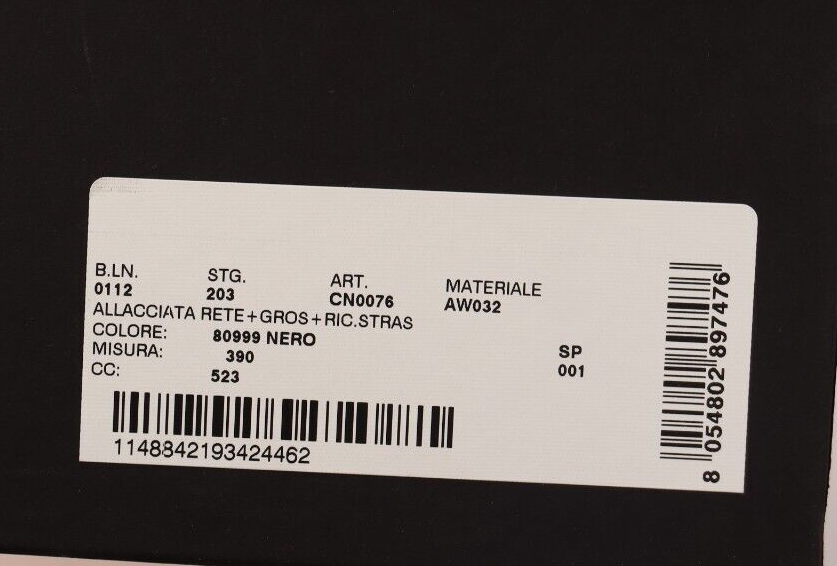 B.LN. STG. ART. MATERIALE
0112 203 CN0076 AW032
ALLACCIATA RETE+GROS+RIC.STRAS
COLORE: 80999 NERO
MISURA: 390 SP
CC: 523 001
11488421934244462
8 054802 897476